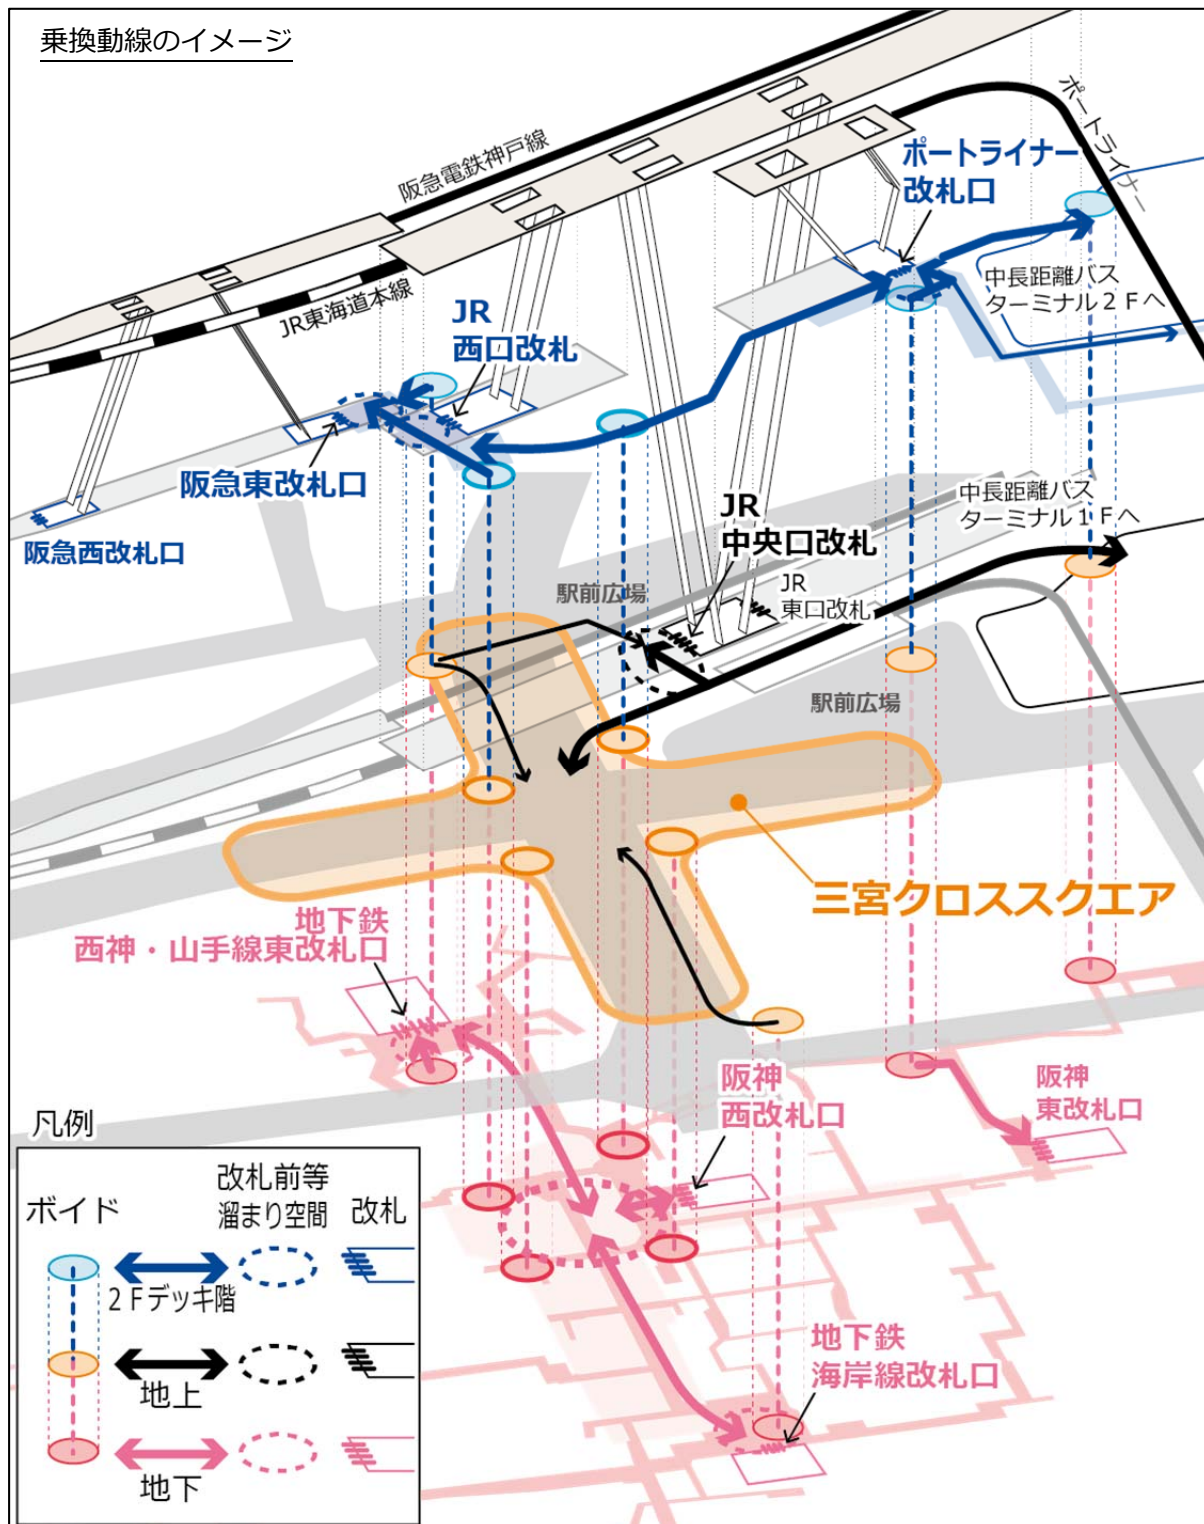 乗換動線のイメージ
阪急電鉄神戸線
ポートライナー
JR東海道本線
ポートライナー
改札口
中長距離バス
ターミナル２Ｆへ
JR
西口改札
阪急東改札口
阪急西改札口
中長距離バス
ターミナル１Ｆへ
JR
中央口改札
駅前広場
JR
東口改札
駅前広場
三宮クロススクエア
地下鉄
西神・山手線東改札口
阪神
西改札口
阪神
東改札口
地下鉄
海岸線改札口
凡例
ボイド
改札前等
溜まり空間
改札
２Ｆデッキ階
地上
地下